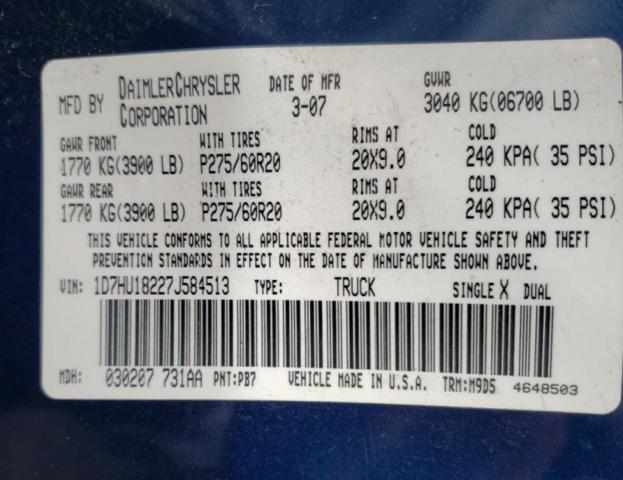 MFD BY DAIMLERCHRYSLER CORPORATION DATE OF MFR 3-07 GVWR 3040 KG(06700 LB)
GAWR FRONT WITH TIRES RIMS AT COLD
1770 KG(3900 LB) P275/60R20 20X9.0 240 KPA( 35 PSI)
GAWR REAR WITH TIRES RIMS AT COLD
1770 KG(3900 LB) P275/60R20 20X9.0 240 KPA( 35 PSI)
THIS VEHICLE CONFORMS TO ALL APPLICABLE FEDERAL MOTOR VEHICLE SAFETY AND THEFT
PREVENTION STANDARDS IN EFFECT ON THE DATE OF MANUFACTURE SHOWN ABOVE.
VIN: 1D7HU18227J584513 TYPE: TRUCK SINGLE X DUAL
MDH: 030207 731AA PNT:PB7 VEHICLE MADE IN U.S.A. TRM:M9D5 4648503